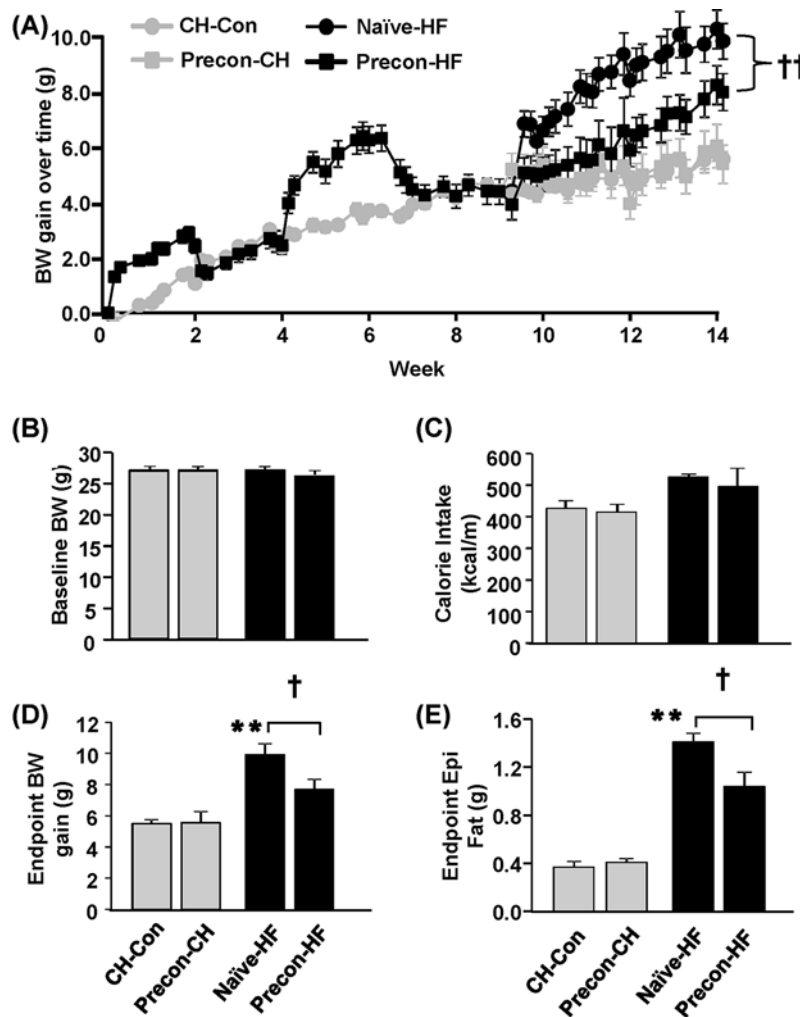 (A)
CH-Con
Naïve-HF
Precon-CH
Precon-HF
BW gain over time (g)
10.0
8.0
6.0
4.0
2.0
0.0
††
0 2 4 6 8 10 12 14
Week
(B)
Baseline BW (g)
30
25
20
15
10
5
0
(C)
Calorie Intake
(kcal/m)
600
500
400
300
200
100
0
(D)
Endpoint BW
gain (g)
12
10
8
6
4
2
0
**
†
CH-Con
Precon-CH
Naïve-HF
Precon-HF
(E)
Endpoint Epi
Fat (g)
1.6
1.2
0.8
0.4
0.0
**
†
CH-Con
Precon-CH
Naïve-HF
Precon-HF